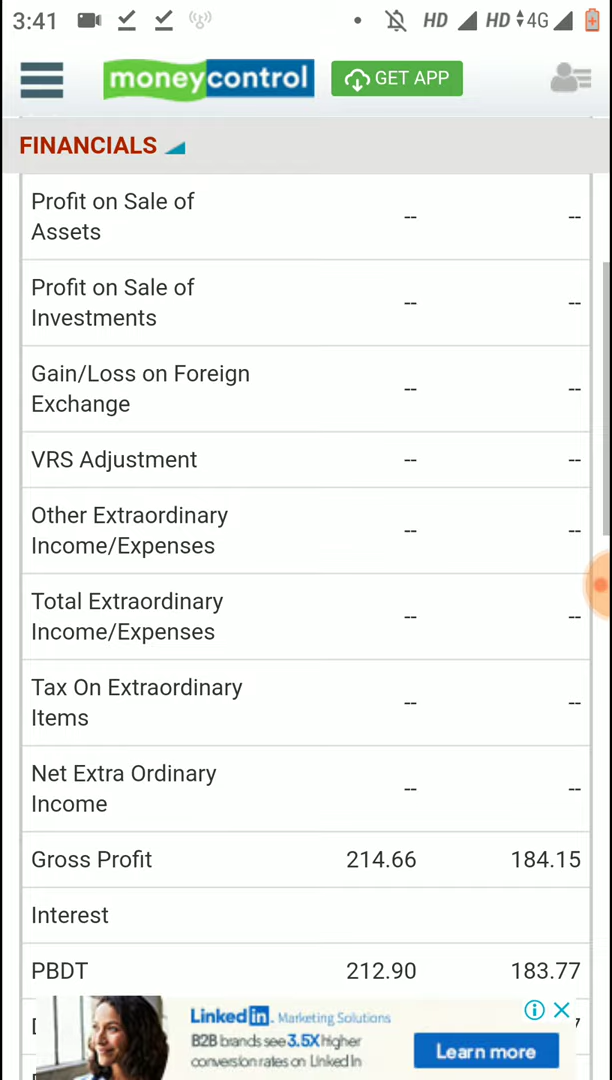 3:41 HD HD 4G
moneycontrol GET APP
FINANCIALS
Profit on Sale of
Assets -- --
Profit on Sale of
Investments -- --
Gain/Loss on Foreign
Exchange -- --
VRS Adjustment -- --
Other Extraordinary
Income/Expenses -- --
Total Extraordinary
Income/Expenses -- --
Tax On Extraordinary
Items -- --
Net Extra Ordinary
Income -- --
Gross Profit 214.66 184.15
Interest
PBDT 212.90 183.77
Linked in. Marketing Solutions
B2B brands see 3.5X higher
conversion rates on LinkedIn
Learn more